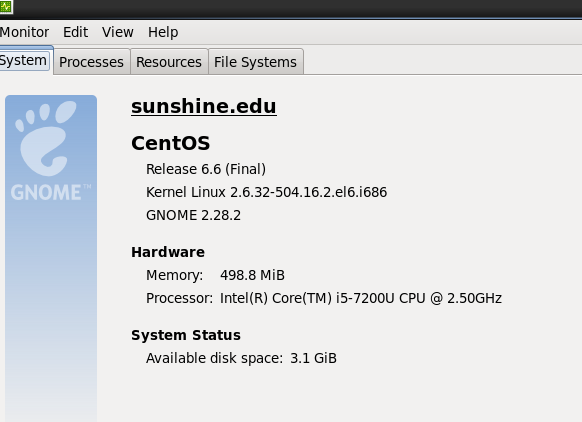 Monitor Edit View Help
System Processes Resources File Systems
sunshine.edu
CentOS
Release 6.6 (Final)
Kernel Linux 2.6.32-504.16.2.el6.i686
GNOME 2.28.2
GNOME™
Hardware
Memory: 498.8 MiB
Processor: Intel(R) Core(TM) i5-7200U CPU @ 2.50GHz
System Status
Available disk space: 3.1 GiB